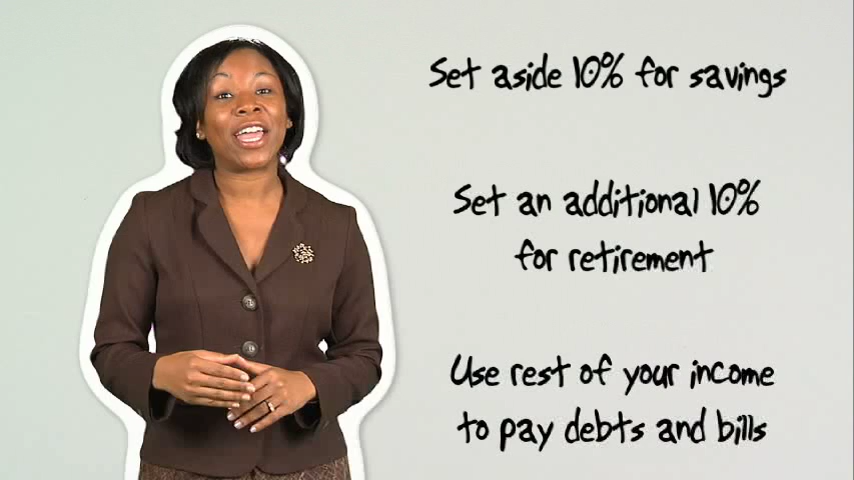 Set aside 10% for savings
Set an additional 10%
for retirement
Use rest of your income
to pay debts and bills